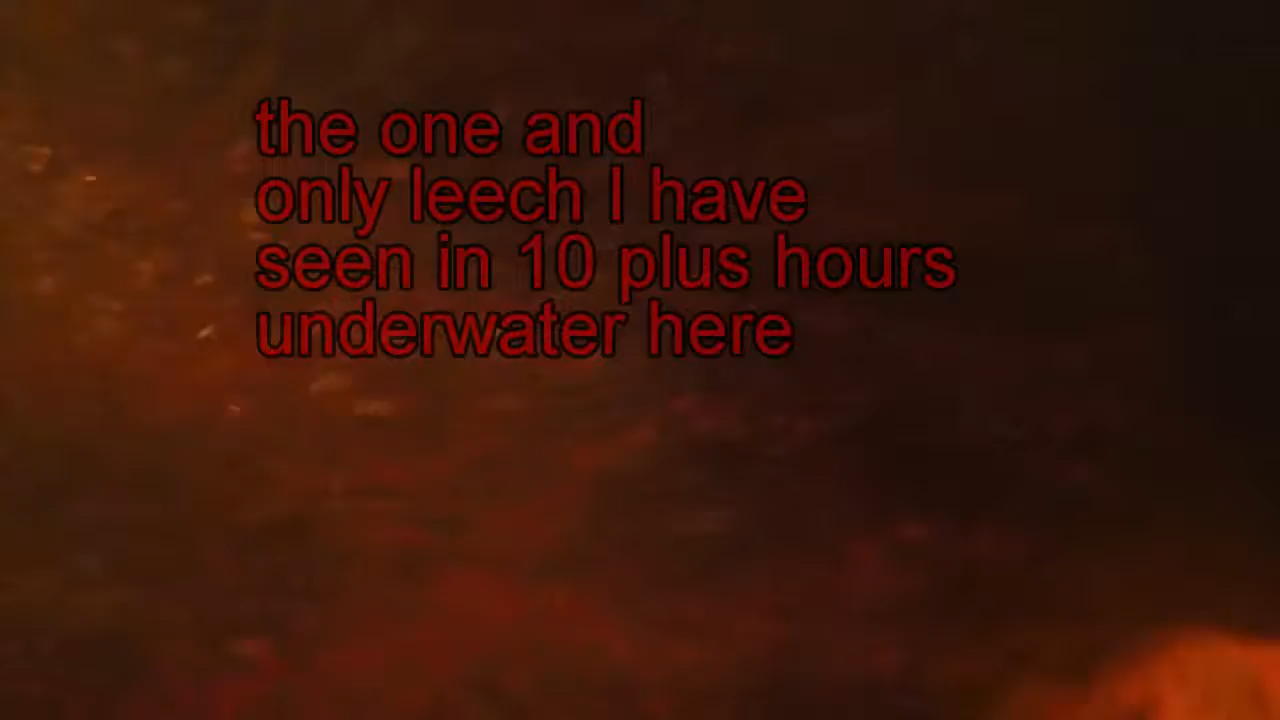 the one and
only leech I have
seen in 10 plus hours
underwater here